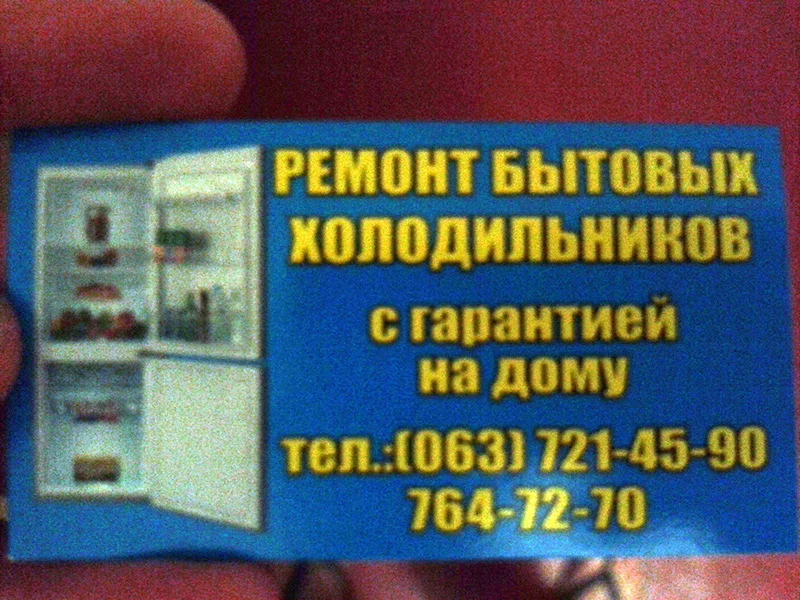 РЕМОНТ БЫТОВЫХ
ХОЛОДИЛЬНИКОВ
с гарантией
на дому
тел.:(063) 721-45-90
764-72-70